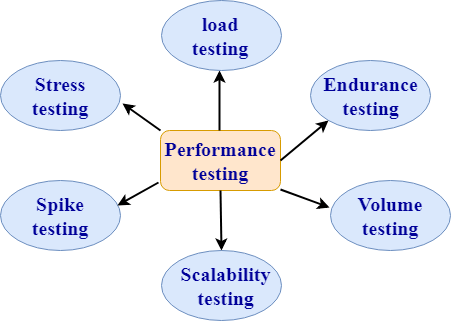 load
testing
Stress
testing
Endurance
testing
Performance
testing
Spike
testing
Volume
testing
Scalability
testing